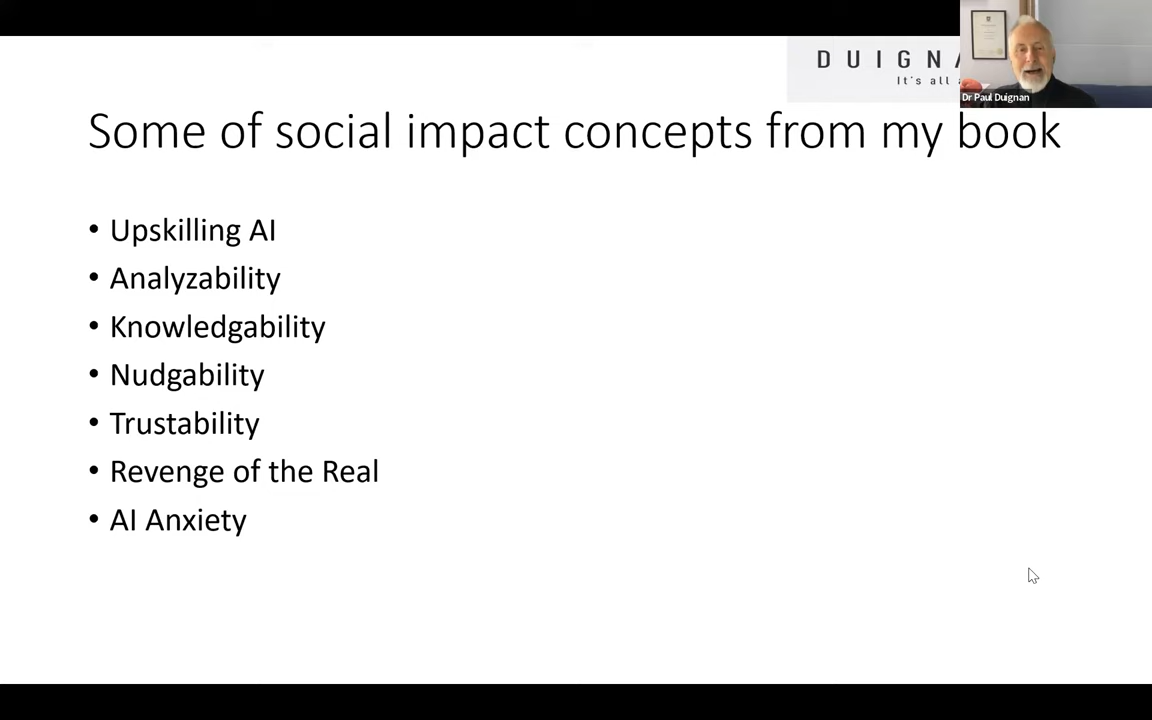 DUIGNA
It's all a
Dr Paul Duignan
Some of social impact concepts from my book
• Upskilling AI
• Analyzability
• Knowledgability
• Nudgability
• Trustability
• Revenge of the Real
• AI Anxiety